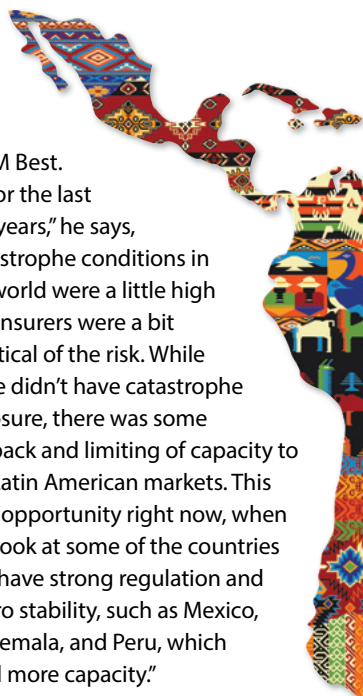 M Best.
or the last
years," he says,
strophe conditions in
world were a little high
nsurers were a bit
tical of the risk. While
e didn't have catastrophe
osure, there was some
back and limiting of capacity to
atin American markets. This
opportunity right now, when
ook at some of the countries
have strong regulation and
ro stability, such as Mexico,
emala, and Peru, which
more capacity."